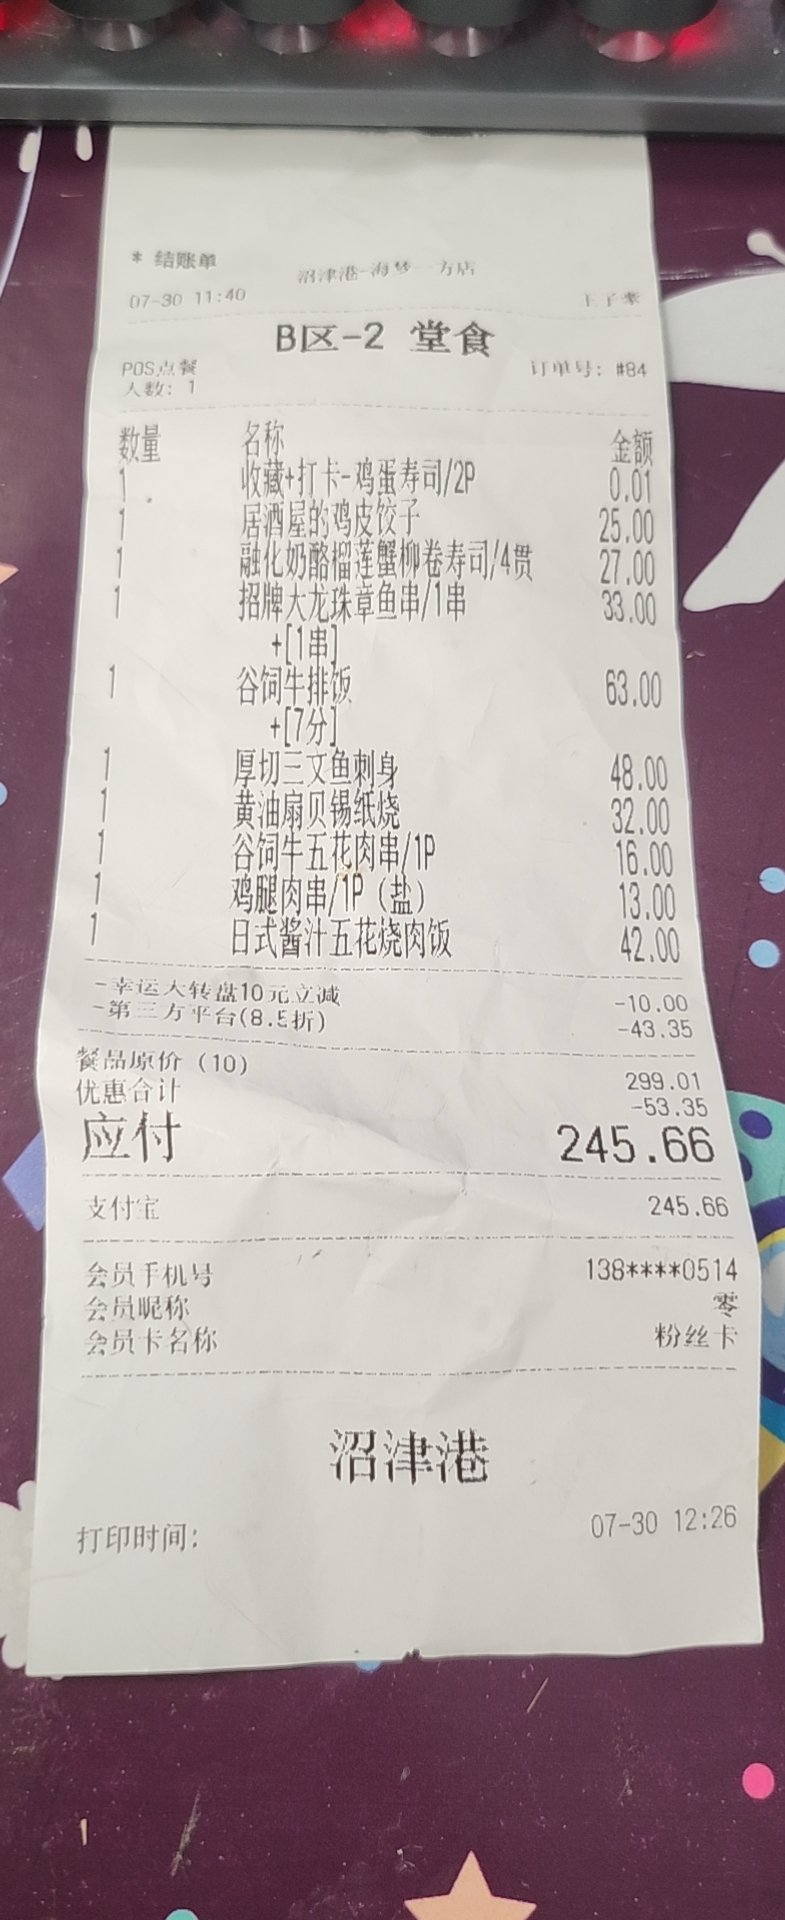 * 结账单
沼津港-海梦一方店
07-30 11:40
B区-2 堂食
POS点餐 订单号: #84
人数: 1
数量 名称 金额
1 收藏+打卡-鸡蛋寿司/2P 0.01
1 居酒屋的鸡皮饺子 25.00
1 融化奶酪榴莲蟹柳卷寿司/4贯 27.00
1 招牌大龙珠章鱼串/1串 33.00
+[1串]
1 谷饲牛排饭 63.00
+[7分]
1 厚切三文鱼刺身 48.00
1 黄油扇贝锡纸烧 32.00
1 谷饲牛五花肉串/1P 16.00
1 鸡腿肉串/1P（盐） 13.00
1 日式酱汁五花烧肉饭 42.00
-幸运大转盘10元立减 -10.00
-第三方平台(8.5折) -43.35
餐品原价 (10) 299.01
优惠合计 -53.35
应付 245.66
支付宝 245.66
会员手机号 138****0514
会员昵称 零
会员卡名称 粉丝卡
沼津港
打印时间: 07-30 12:26